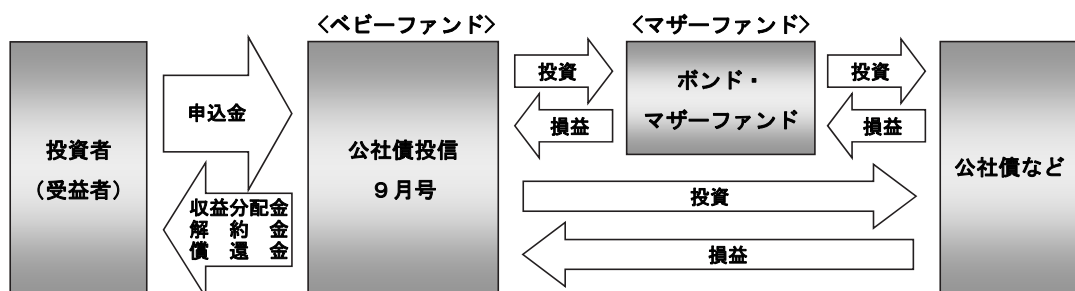 〈ベビーファンド〉
〈マザーファンド〉
投資者
（受益者）
申込金
収益分配金
解約金
償還金
公社債投信
９月号
投資
損益
ボンド・
マザーファンド
投資
損益
投資
損益
公社債など